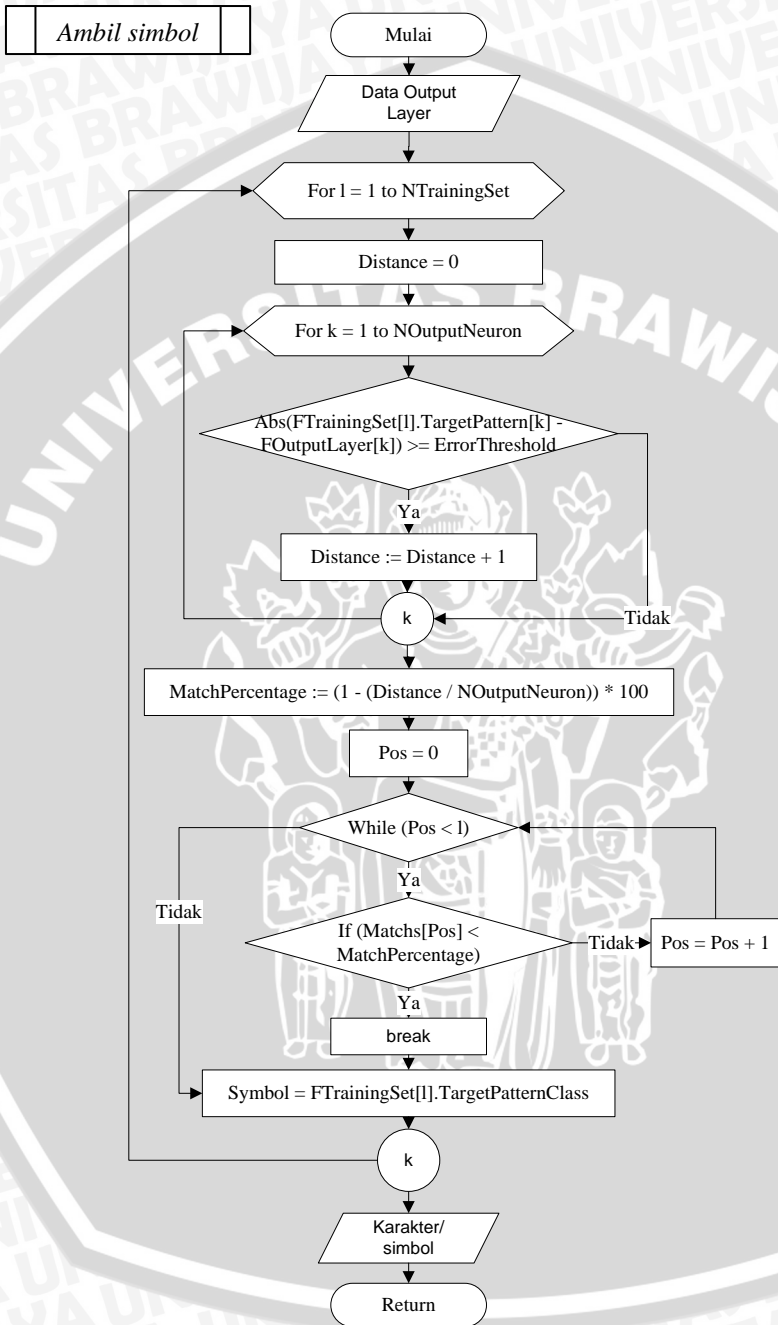 Ambil simbol
Mulai
Data Output
Layer
For l = 1 to NTrainingSet
Distance = 0
For k = 1 to NOutputNeuron
Abs(FTrainingSet[l].TargetPattern[k] -
FOutputLayer[k]) >= ErrorThreshold
Ya
Distance := Distance + 1
Tidak
k
MatchPercentage := (1 - (Distance / NOutputNeuron)) * 100
Pos = 0
While (Pos < l)
Ya
Tidak
If (Matchs[Pos] <
MatchPercentage)
Tidak
Pos = Pos + 1
Ya
break
Symbol = FTrainingSet[l].TargetPatternClass
k
Karakter/
simbol
Return
UNIVERSITAS BRAWIJ